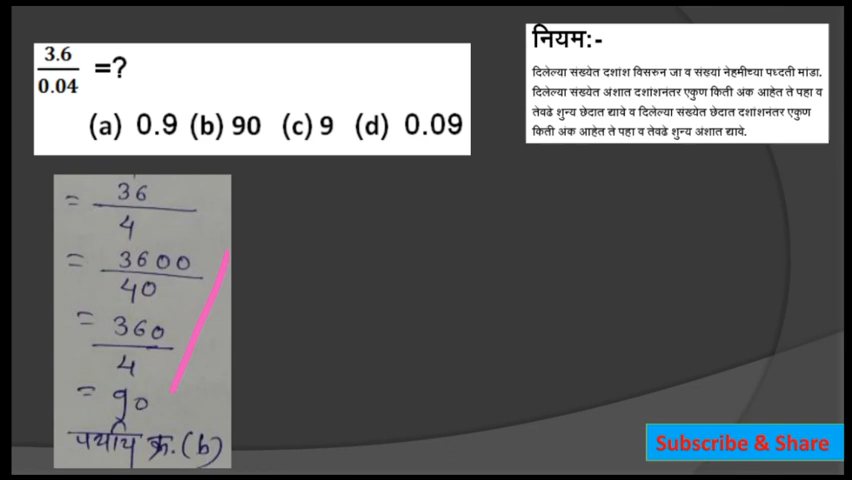 3.6
0.04 =?
(a) 0.9 (b) 90 (c) 9 (d) 0.09
नियम:-
दिलेल्या संख्येत दशांश विसरुन जा व संख्यां नेहमीच्या पध्दती मांडा.
दिलेल्या संख्येत अंशात दशांशनंतर एकुण किती अंक आहेत ते पहा व
तेवढे शुन्य छेदात द्यावे व दिलेल्या संख्येत छेदात दशांशनंतर एकुण
किती अंक आहेत ते पहा व तेवढे शुन्य अंशात द्यावे.
= 36
4
= 3600
40
= 360
4
= 90
पर्याय क्र. (b)
Subscribe & Share